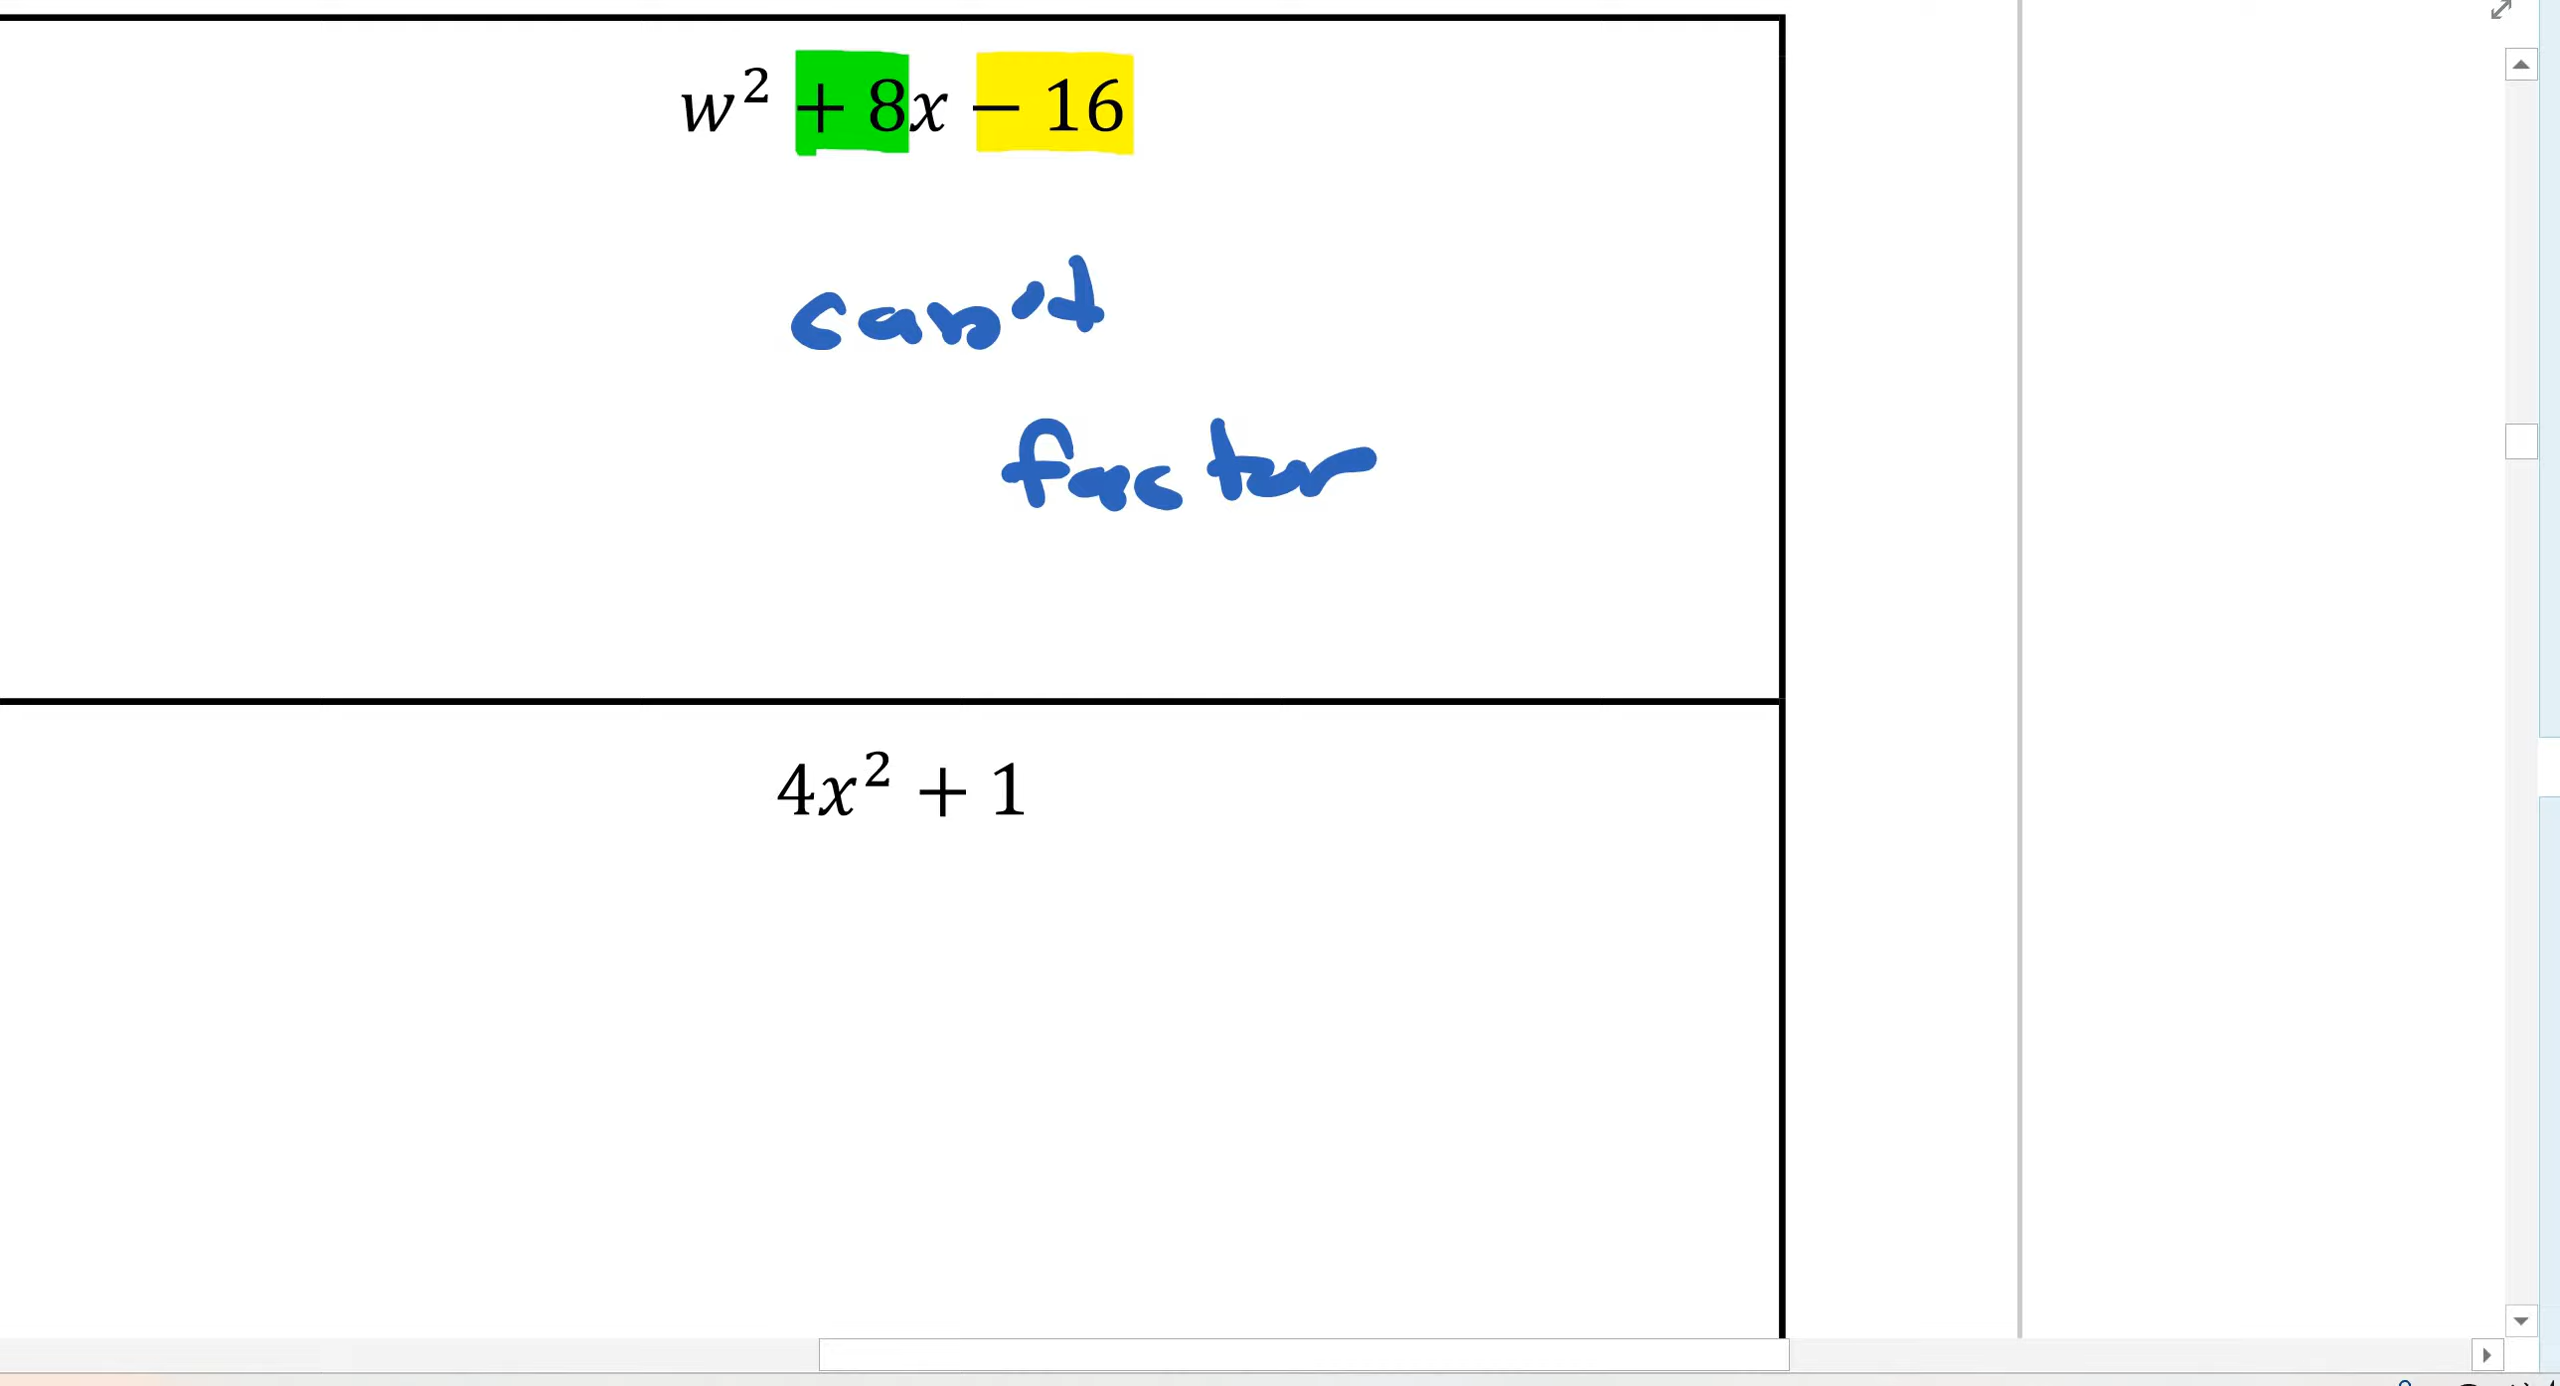 w² + 8x − 16
can't
factor
4x² + 1